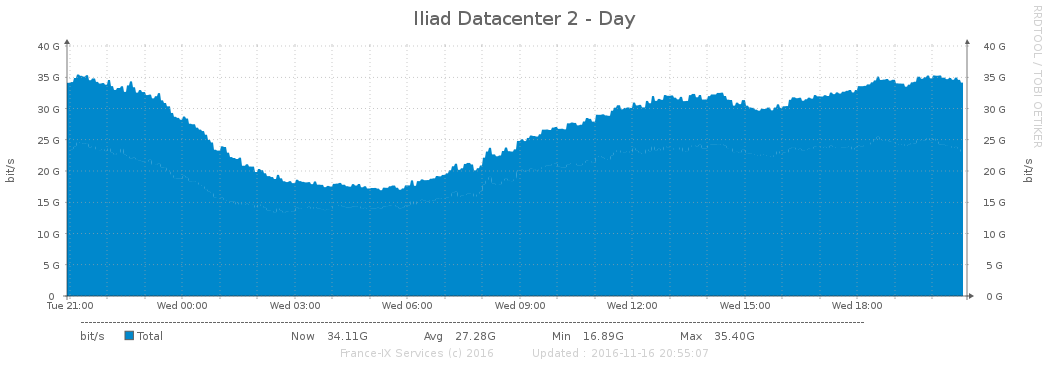 Iliad Datacenter 2 - Day
RRDTOOL / TOBI OETIKER
40 G 40 G
35 G 35 G
30 G 30 G
25 G 25 G
20 G 20 G
15 G 15 G
10 G 10 G
5 G 5 G
0 0 G
bit/s bit/s
Tue 21:00 Wed 00:00 Wed 03:00 Wed 06:00 Wed 09:00 Wed 12:00 Wed 15:00 Wed 18:00
bit/s Total Now 34.11G Avg 27.28G Min 16.89G Max 35.40G
France-IX Services (c) 2016 Updated : 2016-11-16 20:55:07